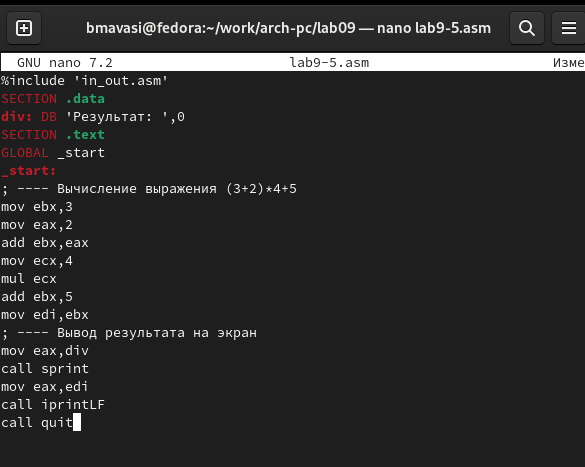 bmavasi@fedora:~/work/arch-pc/lab09 — nano lab9-5.asm
GNU nano 7.2 lab9-5.asm Изме
%include 'in_out.asm'
SECTION .data
div: DB 'Результат: ',0
SECTION .text
GLOBAL _start
_start:
; ---- Вычисление выражения (3+2)*4+5
mov ebx,3
mov eax,2
add ebx,eax
mov ecx,4
mul ecx
add ebx,5
mov edi,ebx
; ---- Вывод результата на экран
mov eax,div
call sprint
mov eax,edi
call iprintLF
call quit